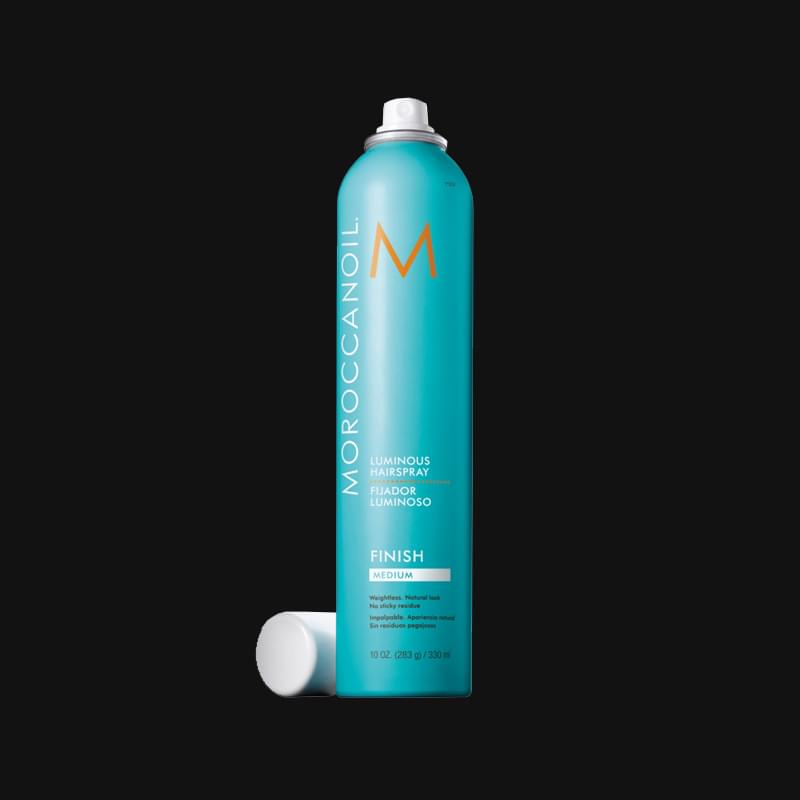 MOROCCANOIL.
M
LUMINOUS
HAIRSPRAY
FIJADOR
LUMINOSO
FINISH
MEDIUM
Weightless. Natural look
No sticky residue
Impalpable. Apariencia natural
Sin residuos pegajosos
10 OZ. (283 g) / 330 ml